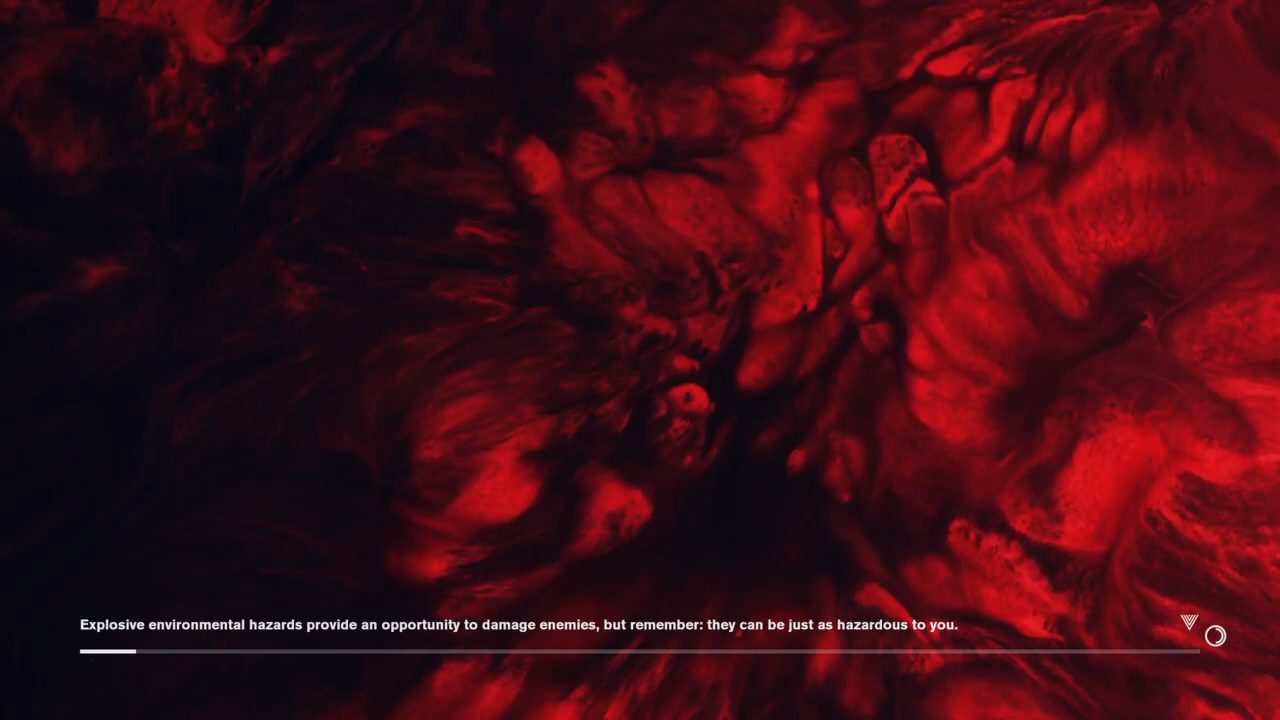 Explosive environmental hazards provide an opportunity to damage enemies, but remember: they can be just as hazardous to you.